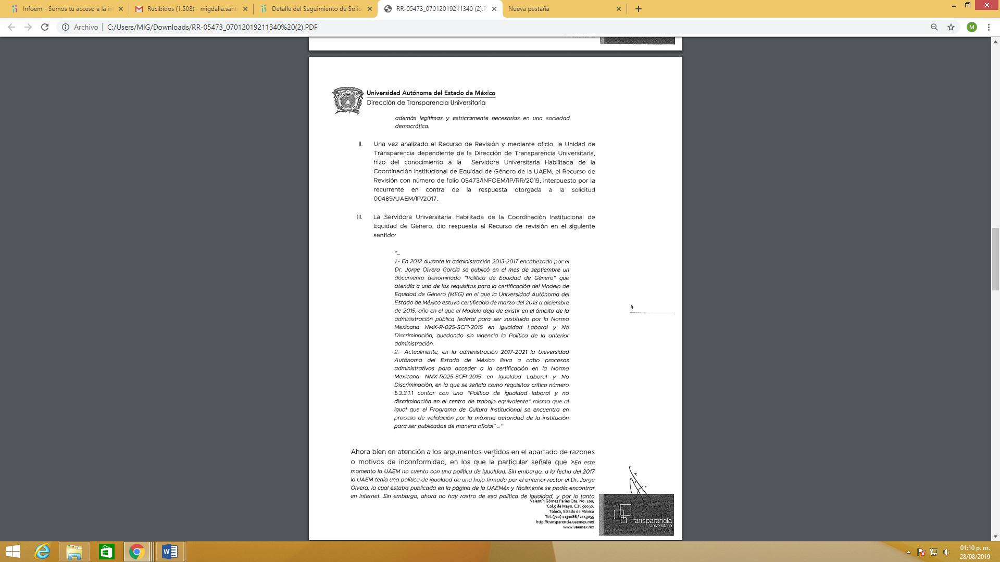 Infoem - Somos tu acceso a la in
Recibidos (1.508) - migdalia.sant
Detalle del Seguimiento de Solic
RR-05473_07012019211340 (2).P
Nueva pestaña
Archivo
C:/Users/MIG/Downloads/RR-05473_07012019211340%20(2).PDF
M
Universidad Autónoma del Estado de México
Dirección de Transparencia Universitaria
además legítimas y estrictamente necesarias en una sociedad
democrática.
II. Una vez analizado el Recurso de Revisión y mediante oficio, la Unidad de
Transparencia dependiente de la Dirección de Transparencia Universitaria,
hizo del conocimiento a la Servidora Universitaria Habilitada de la
Coordinación Institucional de Equidad de Género de la UAEM, el Recurso de
Revisión con número de folio 05473/INFOEM/IP/RR/2019, interpuesto por la
recurrente en contra de la respuesta otorgada a la solicitud
00489/UAEM/IP/2017.
III. La Servidora Universitaria Habilitada de la Coordinación Institucional de
Equidad de Género, dio respuesta al Recurso de revisión en el siguiente
sentido:
"...
1.- En 2012 durante la administración 2013-2017 encabezada por el
Dr. Jorge Olvera García se publicó en el mes de septiembre un
documento denominado "Política de Equidad de Género" que
atendía a uno de los requisitos para la certificación del Modelo de
Equidad de Género (MEG) en el que la Universidad Autónoma del
Estado de México estuvo certificada de marzo del 2013 a diciembre
de 2015, año en el que el Modelo deja de existir en el ámbito de la
administración pública federal para ser sustituido por la Norma
Mexicana NMX-R-025-SCFI-2015 en Igualdad Laboral y No
Discriminación, quedando sin vigencia la Política de la anterior
administración.
2.- Actualmente, en la administración 2017-2021 la Universidad
Autónoma del Estado de México lleva a cabo procesos
administrativos para acceder a la certificación en la Norma
Mexicana NMX-R025-SCFI-2015 en Igualdad Laboral y No
Discriminación, en la que se señala como requisitos crítico número
5.3.3.1.1 contar con una "Política de igualdad laboral y no
discriminación en el centro de trabajo equivalente" misma que al
igual que el Programa de Cultura Institucional se encuentra en
proceso de validación por la máxima autoridad de la institución
para ser publicados de manera oficial" ..."
4
Ahora bien en atención a los argumentos vertidos en el apartado de razones
o motivos de inconformidad, en los que la particular señala que >En este
momento la UAEM no cuenta con una política de igualdad. Sin embargo, a la fecha del 2017
la UAEM tenía una política de igualdad de una hoja firmada por el anterior rector el Dr. Jorge
Olvera, la cual estaba publicada en la página de la UAEMéx y fácilmente se podía encontrar
en Internet. Sin embargo, ahora no hay rastro de esa política de igualdad, y por lo tanto
Valentín Gómez Farías Ote. No. 200,
Col.5 de Mayo. C.P. 50090.
Toluca, Estado de México
Tel. (722) 2131086 / 2143055
http://transparencia.uaemex.mx/
www.uaemex.mx
Transparencia
Universitaria
01:10 p. m.
28/08/2019